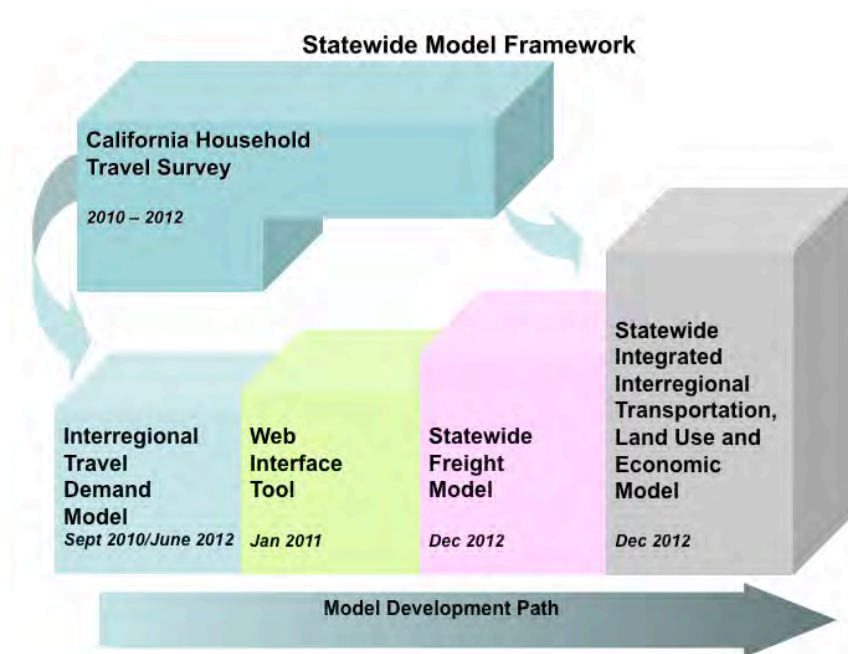 Statewide Model Framework
California Household
Travel Survey
2010 – 2012
Interregional
Travel
Demand
Model
Sept 2010/June 2012
Web
Interface
Tool
Jan 2011
Statewide
Freight
Model
Dec 2012
Statewide
Integrated
Interregional
Transportation,
Land Use and
Economic
Model
Dec 2012
Model Development Path